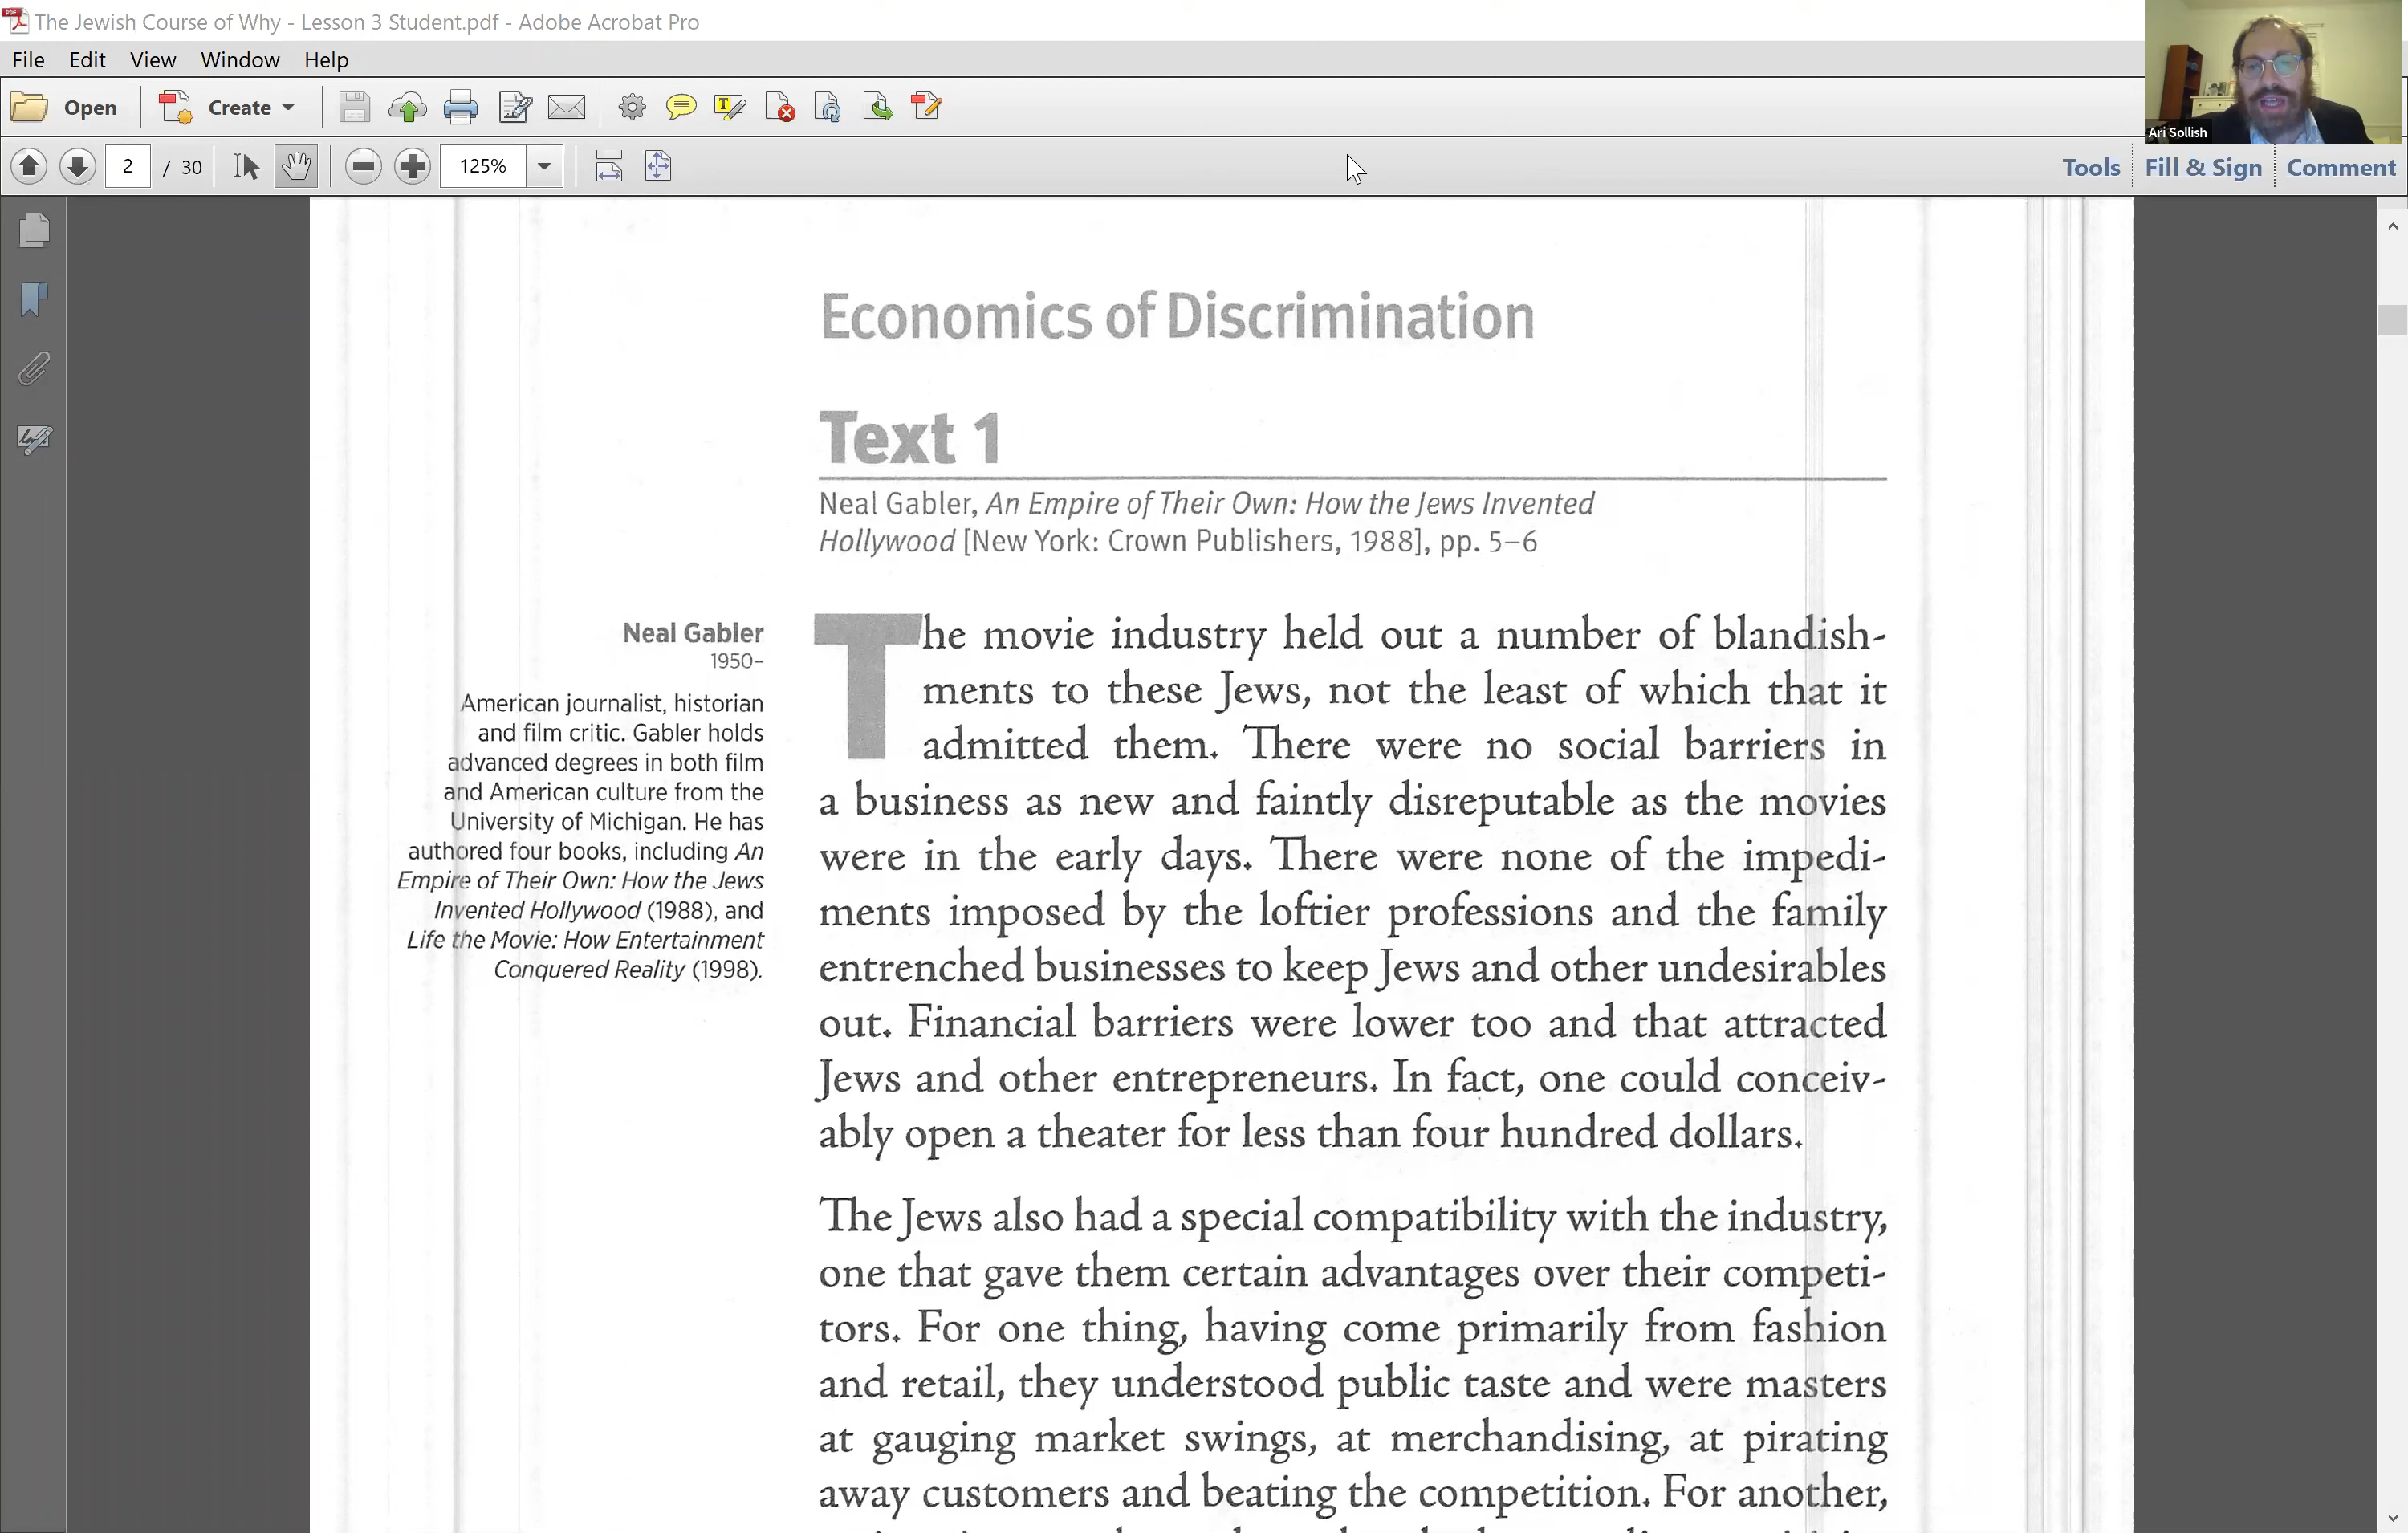 The Jewish Course of Why - Lesson 3 Student.pdf - Adobe Acrobat Pro
File Edit View Window Help
Open Create
Ari Sollish
2 / 30 125% Tools Fill & Sign Comment
Economics of Discrimination
Text 1
Neal Gabler, An Empire of Their Own: How the Jews Invented
Hollywood [New York: Crown Publishers, 1988], pp. 5–6
Neal Gabler
1950–
American journalist, historian
and film critic. Gabler holds
advanced degrees in both film
and American culture from the
University of Michigan. He has
authored four books, including An
Empire of Their Own: How the Jews
Invented Hollywood (1988), and
Life the Movie: How Entertainment
Conquered Reality (1998).
The movie industry held out a number of blandish-
ments to these Jews, not the least of which that it
admitted them. There were no social barriers in
a business as new and faintly disreputable as the movies
were in the early days. There were none of the impedi-
ments imposed by the loftier professions and the family
entrenched businesses to keep Jews and other undesirables
out. Financial barriers were lower too and that attracted
Jews and other entrepreneurs. In fact, one could conceiv-
ably open a theater for less than four hundred dollars.
The Jews also had a special compatibility with the industry,
one that gave them certain advantages over their competi-
tors. For one thing, having come primarily from fashion
and retail, they understood public taste and were masters
at gauging market swings, at merchandising, at pirating
away customers and beating the competition. For another,